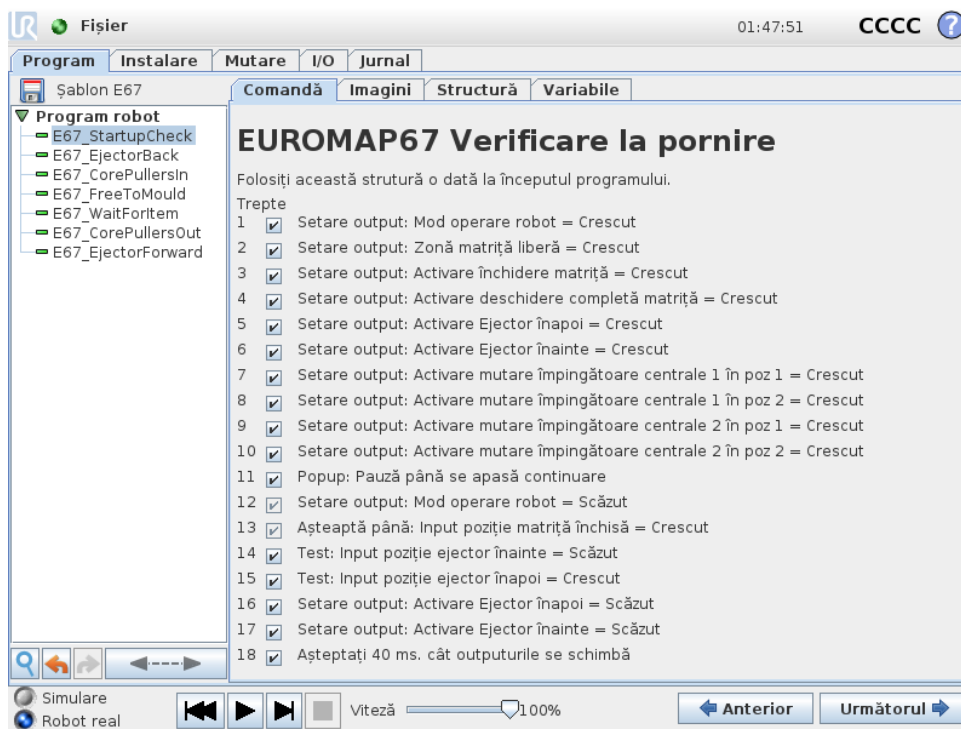 UR Fișier 01:47:51 CCCC ?
Program Instalare Mutare I/O Jurnal
Șablon E67
Comandă Imagini Structură Variabile
Program robot
E67_StartupCheck
E67_EjectorBack
E67_CorePullersIn
E67_FreeToMould
E67_WaitForItem
E67_CorePullersOut
E67_EjectorForward
EUROMAP67 Verificare la pornire
Folosiți această strutură o dată la începutul programului.
Trepte
1 Setare output: Mod operare robot = Crescut
2 Setare output: Zonă matriță liberă = Crescut
3 Setare output: Activare închidere matriță = Crescut
4 Setare output: Activare deschidere completă matriță = Crescut
5 Setare output: Activare Ejector înapoi = Crescut
6 Setare output: Activare Ejector înainte = Crescut
7 Setare output: Activare mutare împingătoare centrale 1 în poz 1 = Crescut
8 Setare output: Activare mutare împingătoare centrale 1 în poz 2 = Crescut
9 Setare output: Activare mutare împingătoare centrale 2 în poz 1 = Crescut
10 Setare output: Activare mutare împingătoare centrale 2 în poz 2 = Crescut
11 Popup: Pauză până se apasă continuare
12 Setare output: Mod operare robot = Scăzut
13 Așteaptă până: Input poziție matriță închisă = Crescut
14 Test: Input poziție ejector înainte = Scăzut
15 Test: Input poziție ejector înapoi = Crescut
16 Setare output: Activare Ejector înapoi = Scăzut
17 Setare output: Activare Ejector înainte = Scăzut
18 Așteptați 40 ms. cât outputurile se schimbă
Simulare
Robot real
Viteză 100%
Anterior Următorul